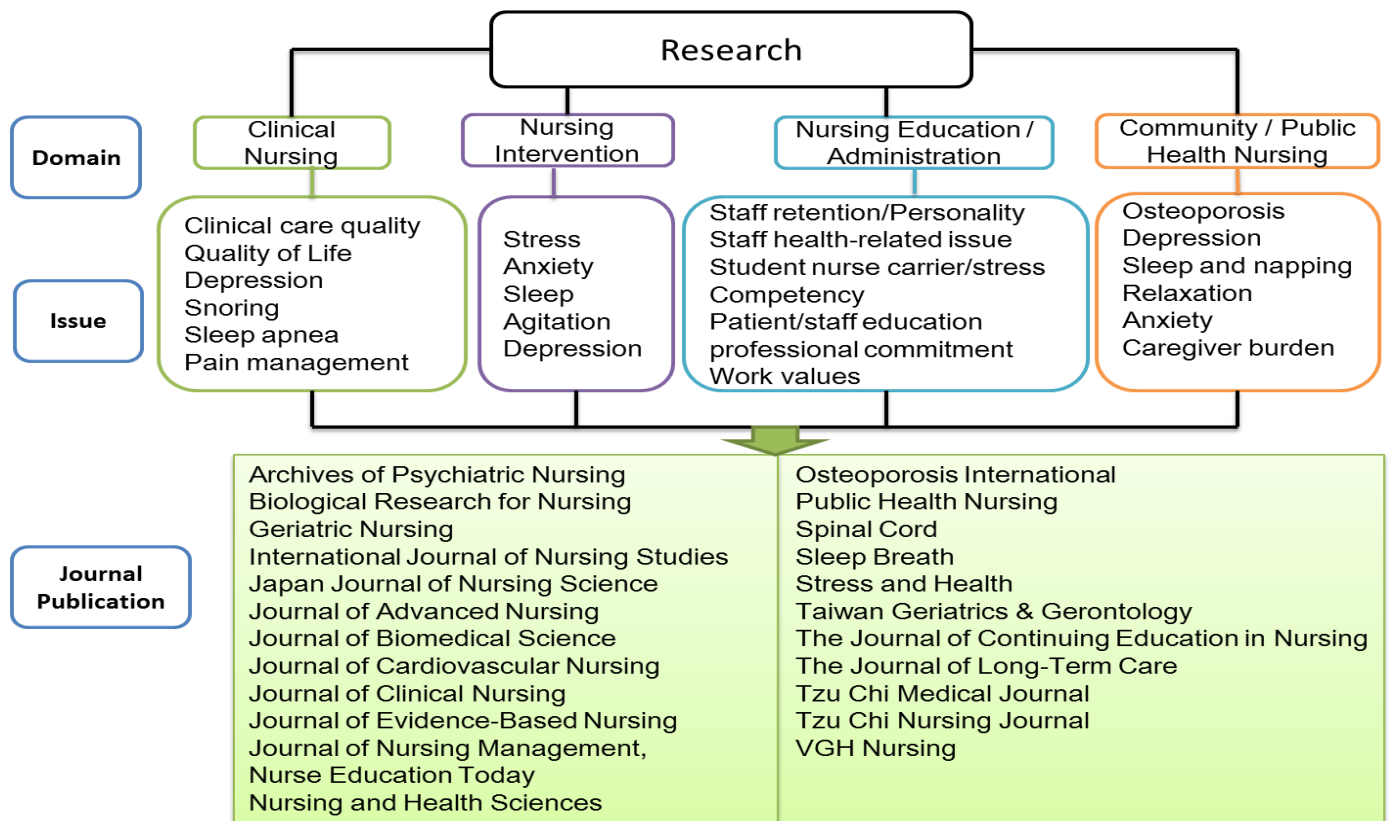 Research
Domain
Clinical
Nursing
Nursing
Intervention
Nursing Education /
Administration
Community / Public
Health Nursing
Issue
Clinical care quality
Quality of Life
Depression
Snoring
Sleep apnea
Pain management
Stress
Anxiety
Sleep
Agitation
Depression
Staff retention/Personality
Staff health-related issue
Student nurse carrier/stress
Competency
Patient/staff education
professional commitment
Work values
Osteoporosis
Depression
Sleep and napping
Relaxation
Anxiety
Caregiver burden
Journal
Publication
Archives of Psychiatric Nursing
Biological Research for Nursing
Geriatric Nursing
International Journal of Nursing Studies
Japan Journal of Nursing Science
Journal of Advanced Nursing
Journal of Biomedical Science
Journal of Cardiovascular Nursing
Journal of Clinical Nursing
Journal of Evidence-Based Nursing
Journal of Nursing Management,
Nurse Education Today
Nursing and Health Sciences
Osteoporosis International
Public Health Nursing
Spinal Cord
Sleep Breath
Stress and Health
Taiwan Geriatrics & Gerontology
The Journal of Continuing Education in Nursing
The Journal of Long-Term Care
Tzu Chi Medical Journal
Tzu Chi Nursing Journal
VGH Nursing